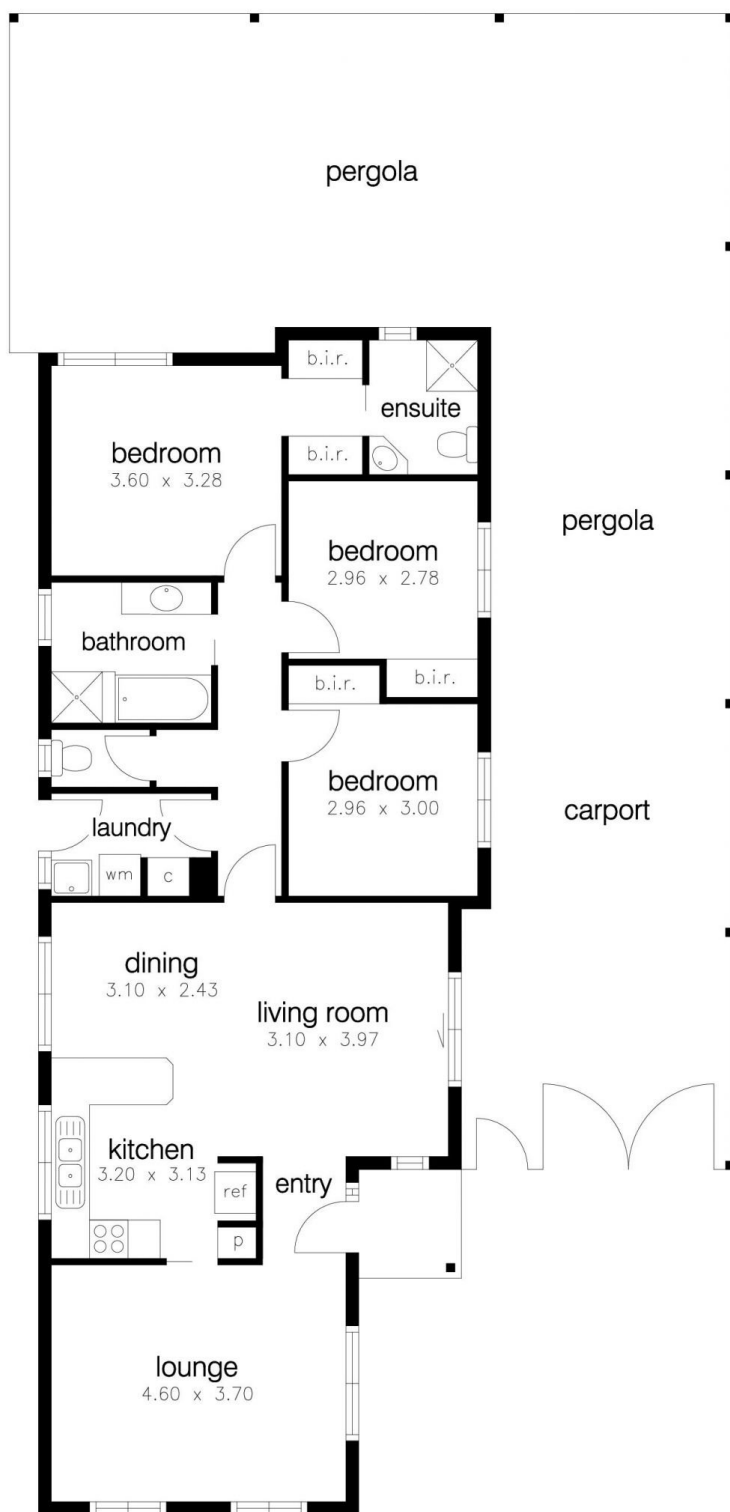 pergola
b.i.r.
ensuite
bedroom
3.60 x 3.28
b.i.r.
pergola
bedroom
2.96 x 2.78
bathroom
b.i.r.
b.i.r.
bedroom
2.96 x 3.00
carport
laundry
wm
c
dining
3.10 x 2.43
living room
3.10 x 3.97
kitchen
3.20 x 3.13
ref
entry
p
lounge
4.60 x 3.70